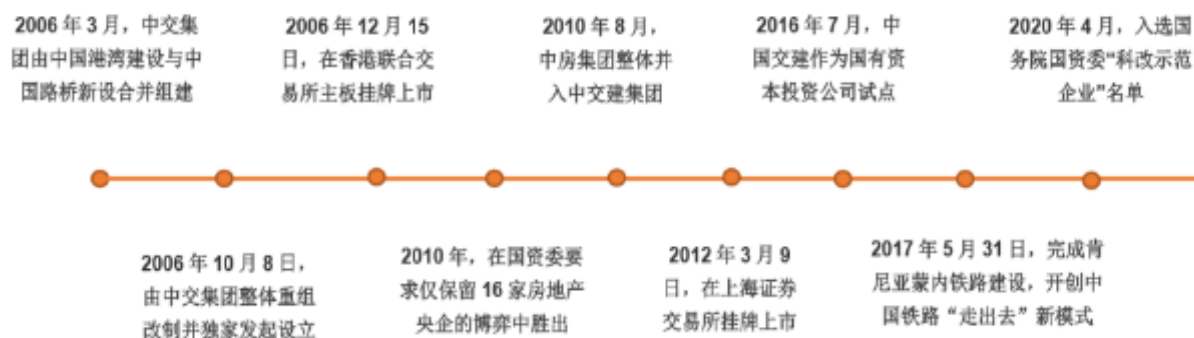 2006 年 3 月，中交集
团由中国港湾建设与中
国路桥新设合并组建
2006 年 10 月 8 日，
由中交集团整体重组
改制并独家发起设立
2006 年 12 月 15
日，在香港联合交
易所主板挂牌上市
2010 年，在国资委要
求仅保留 16 家房地产
央企的博弈中胜出
2010 年 8 月，
中房集团整体并
入中交建集团
2012 年 3 月 9
日，在上海证券
交易所挂牌上市
2016 年 7 月，中
国交建作为国有资
本投资公司试点
2017 年 5 月 31 日，完成肯
尼亚蒙内铁路建设，开创中
国铁路“走出去”新模式
2020 年 4 月，入选国
务院国资委“科改示范
企业”名单